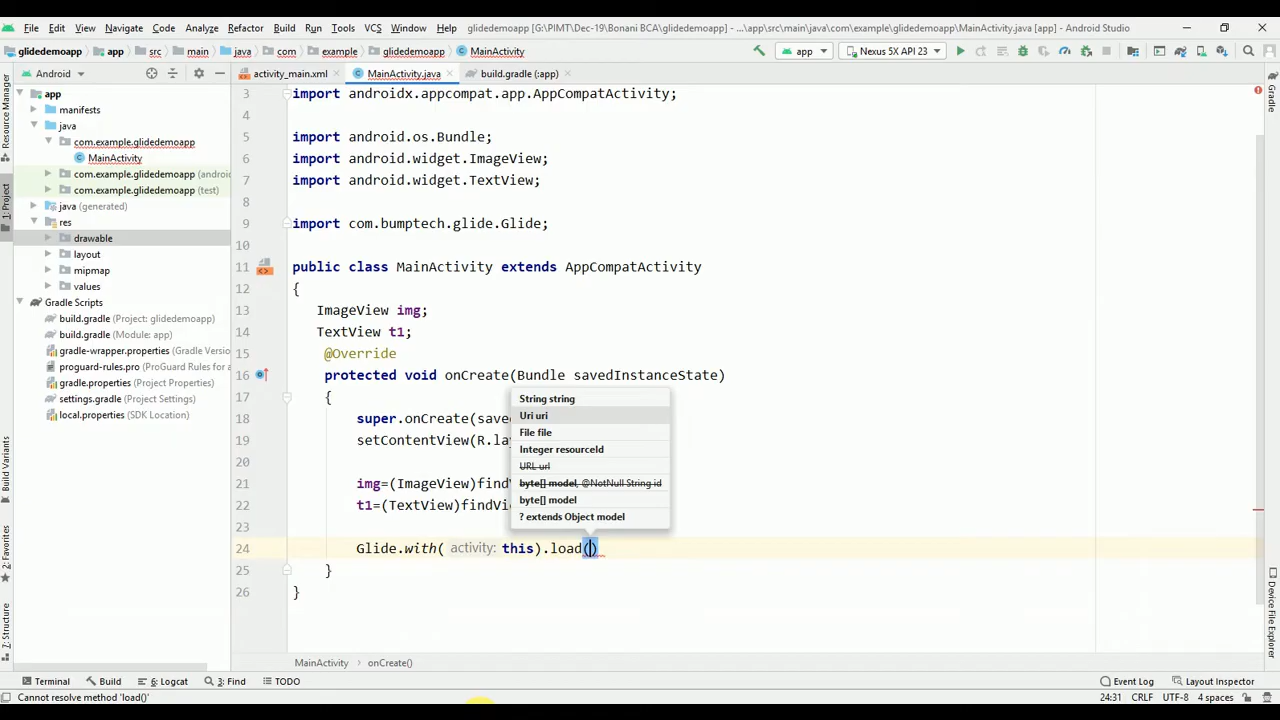 File Edit View Navigate Code Analyze Refactor Build Run Tools VCS Window Help glidedemoapp [G:\PIMT\Dec-19\Bonani BCA\glidedemoapp] - ...\app\src\main\java\com\example\glidedemoapp\MainActivity.java [app] - Android Studio
glidedemoapp app src main java com example glidedemoapp MainActivity app Nexus 5X API 23
Android activity_main.xml MainActivity.java build.gradle (:app)
app
manifests
java
com.example.glidedemoapp
MainActivity
com.example.glidedemoapp (andro
com.example.glidedemoapp (test)
java (generated)
res
drawable
layout
mipmap
values
Gradle Scripts
build.gradle (Project: glidedemoapp)
build.gradle (Module: app)
gradle-wrapper.properties (Gradle Versio
proguard-rules.pro (ProGuard Rules for a
gradle.properties (Project Properties)
settings.gradle (Project Settings)
local.properties (SDK Location)
Resource Manager
1: Project
Build Variants
2: Favorites
7: Structure
3 import androidx.appcompat.app.AppCompatActivity;
4
5 import android.os.Bundle;
6 import android.widget.ImageView;
7 import android.widget.TextView;
8
9 import com.bumptech.glide.Glide;
10
11 public class MainActivity extends AppCompatActivity
12 {
13 ImageView img;
14 TextView t1;
15 @Override
16 protected void onCreate(Bundle savedInstanceState)
17 {
18 super.onCreate(save
19 setContentView(R.la
20
21 img=(ImageView)findV
22 t1=(TextView)findVi
23
24 Glide.with( activity: this).load()
25 }
26 }
String string
Uri uri
File file
Integer resourceId
URL url
byte[] model, @NotNull String id
byte[] model
? extends Object model
Gradle
Device File Explorer
MainActivity onCreate()
Terminal Build 6: Logcat 3: Find TODO Event Log Layout Inspector
Cannot resolve method 'load()' 24:31 CRLF UTF-8 4 spaces